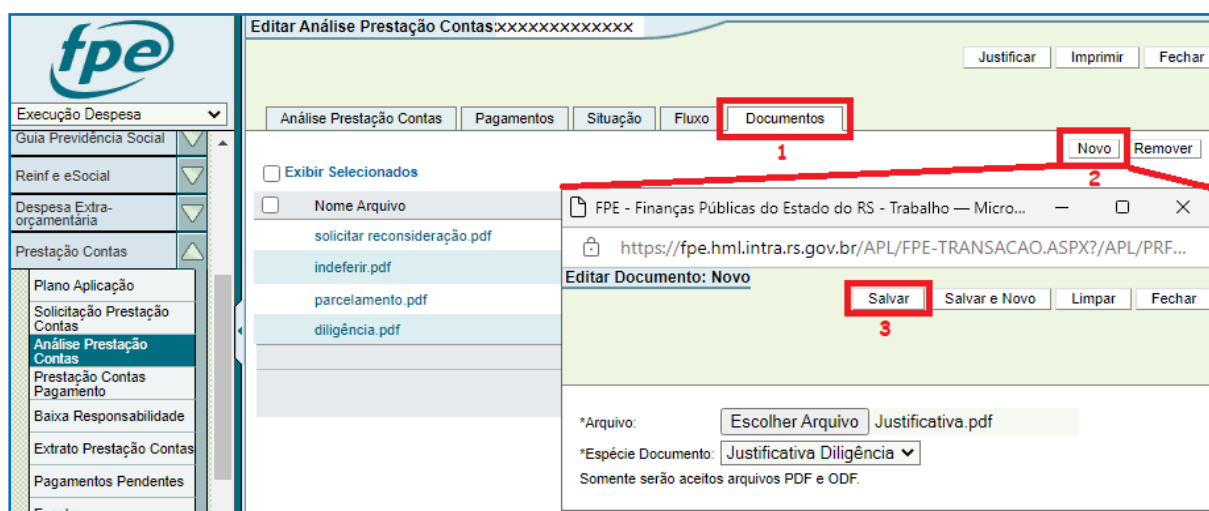 fpe
Execução Despesa
Guia Previdência Social
Reinf e eSocial
Despesa Extra-
orçamentária
Prestação Contas
Plano Aplicação
Solicitação Prestação
Contas
Análise Prestação
Contas
Prestação Contas
Pagamento
Baixa Responsabilidade
Extrato Prestação Contas
Pagamentos Pendentes
Editar Análise Prestação Contas:xxxxxxxxxxxxx
Justificar Imprimir Fechar
Análise Prestação Contas Pagamentos Situação Fluxo Documentos
1
Novo Remover
2
Exibir Selecionados
Nome Arquivo
solicitar reconsideração.pdf
indeferir.pdf
parcelamento.pdf
diligência.pdf
FPE - Finanças Públicas do Estado do RS - Trabalho — Micro...
https://fpe.hml.intra.rs.gov.br/APL/FPE-TRANSACAO.ASPX?/APL/PRF...
Editar Documento: Novo
Salvar Salvar e Novo Limpar Fechar
3
*Arquivo: Escolher Arquivo Justificativa.pdf
*Espécie Documento: Justificativa Diligência
Somente serão aceitos arquivos PDF e ODF.